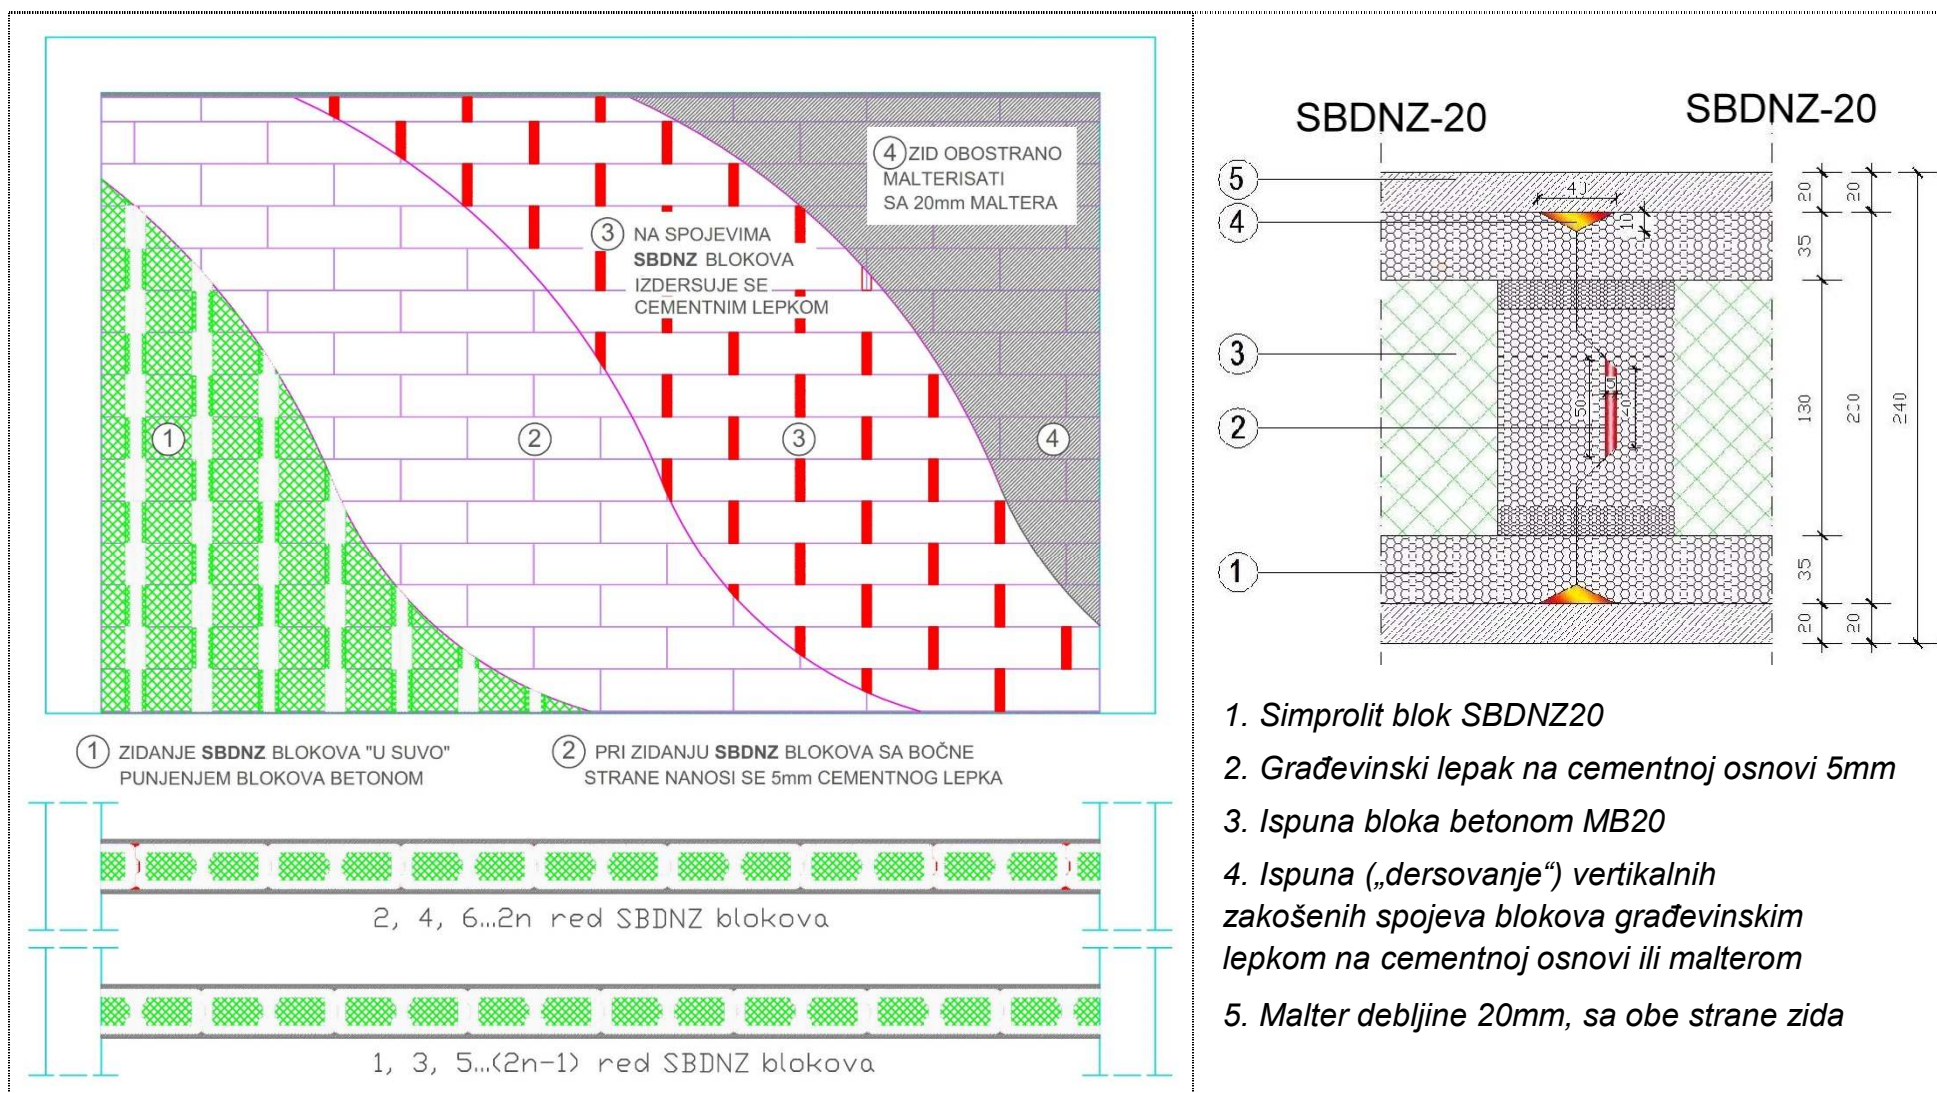 ④ ZID OBOSTRANO
MALTERISATI
SA 20mm MALTERA
③ NA SPOJEVIMA
SBDNZ BLOKOVA
IZDERSUJE SE
CEMENTNIM LEPKOM
① ② ③ ④
① ZIDANJE SBDNZ BLOKOVA "U SUVO"
PUNJENJEM BLOKOVA BETONOM
② PRI ZIDANJU SBDNZ BLOKOVA SA BOČNE
STRANE NANOSI SE 5mm CEMENTNOG LEPKA
2, 4, 6...2n red SBDNZ blokova
1, 3, 5...(2n-1) red SBDNZ blokova
SBDNZ-20
SBDNZ-20
⑤
④
③
②
①
40
10
5
20
35
130
35
20
20
200
20
240
1. Simprolit blok SBDNZ20
2. Građevinski lepak na cementnoj osnovi 5mm
3. Ispuna bloka betonom MB20
4. Ispuna („dersovanje“) vertikalnih
zakošenih spojeva blokova građevinskim
lepkom na cementnoj osnovi ili malterom
5. Malter debljine 20mm, sa obe strane zida